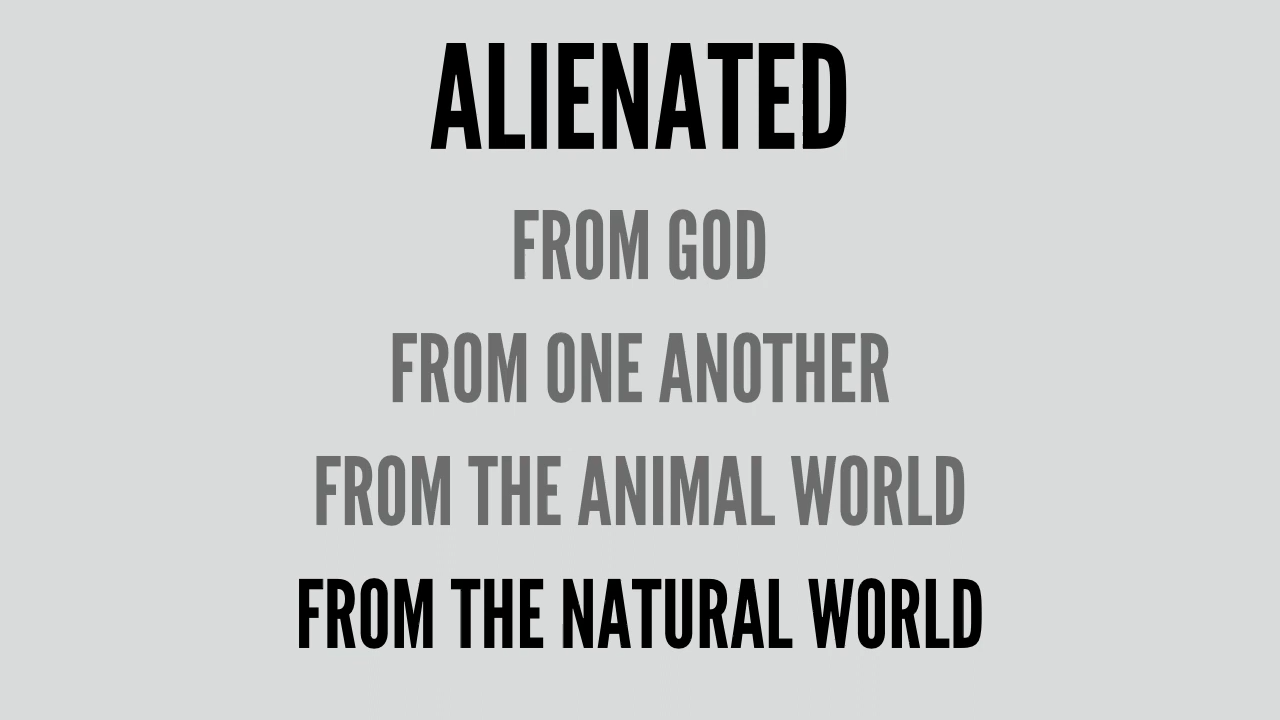 ALIENATED
FROM GOD
FROM ONE ANOTHER
FROM THE ANIMAL WORLD
FROM THE NATURAL WORLD